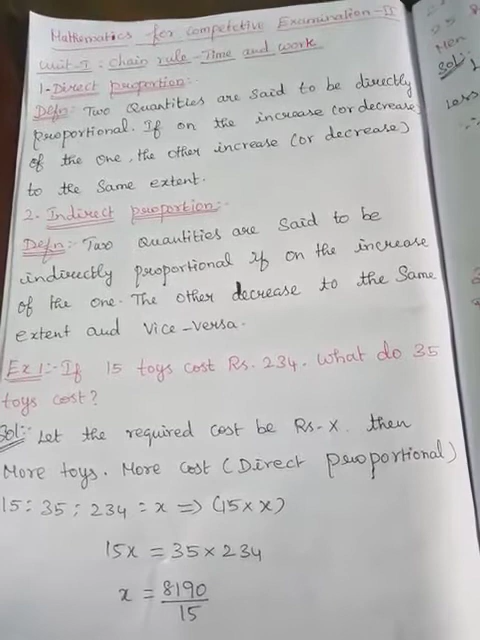 Mathematics for competetive Examination-II
Unit-I: chain rule-Time and work
1-Direct proportion:-
Defn:- Two Quantities are said to be directly
proportional. If on the increase (or decrease)
of the one, the other increase (or decrease)
to the same extent.
2. Indirect proportion:-
Defn:- Two Quantities are said to be
indirectly proportional if on the increase
of the one. The other decrease to the same
extent and vice-versa.
Ex 1:- If 15 toys cost Rs. 234. What do 35
toys cost?
Sol:- Let the required cost be Rs-x. then
More toys. More cost (Direct proportional)
15 : 35 : 234 : x => (15 x x)
15x = 35 x 234
x = 8190/15
Men
Sol:
Less